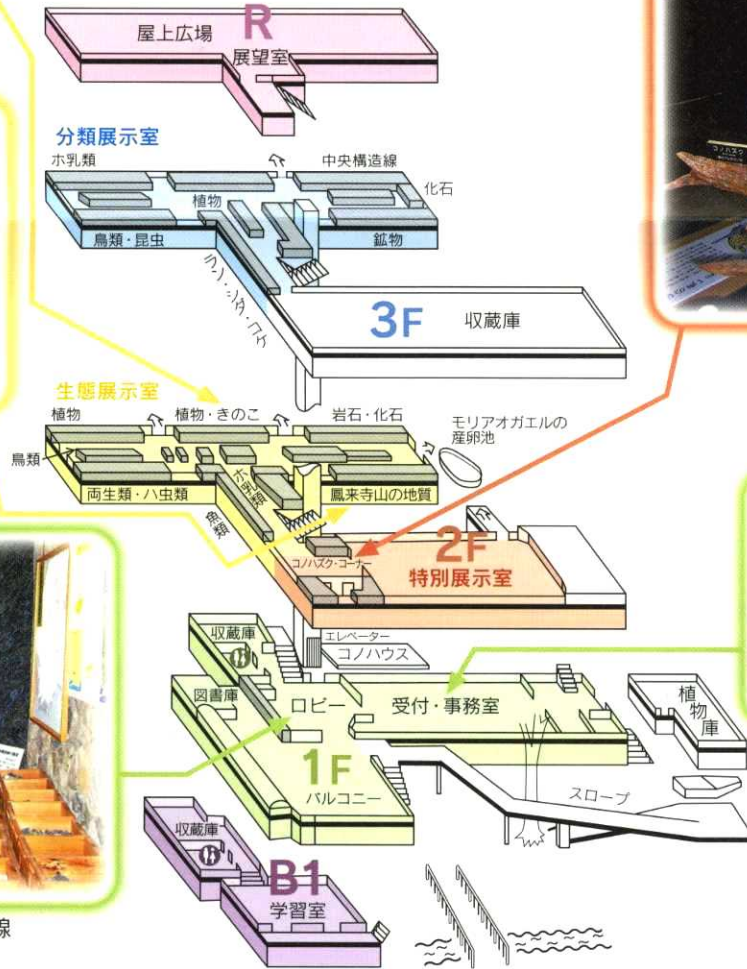 R
屋上広場
展望室
分類展示室
ホ乳類
中央構造線
化石
植物
鳥類・昆虫
鉱物
ラン・シダ・コケ
3F
収蔵庫
生態展示室
植物
植物・きのこ
岩石・化石
モリアオガエルの
産卵池
鳥類
両生類・ハ虫類
ホ乳類
魚類
鳳来寺山の地質
コノハズク・コーナー
2F
特別展示室
収蔵庫
エレベーター
コノハウス
図書庫
ロビー
受付・事務室
植物庫
1F
バルコニー
スロープ
収蔵庫
B1
学習室
線